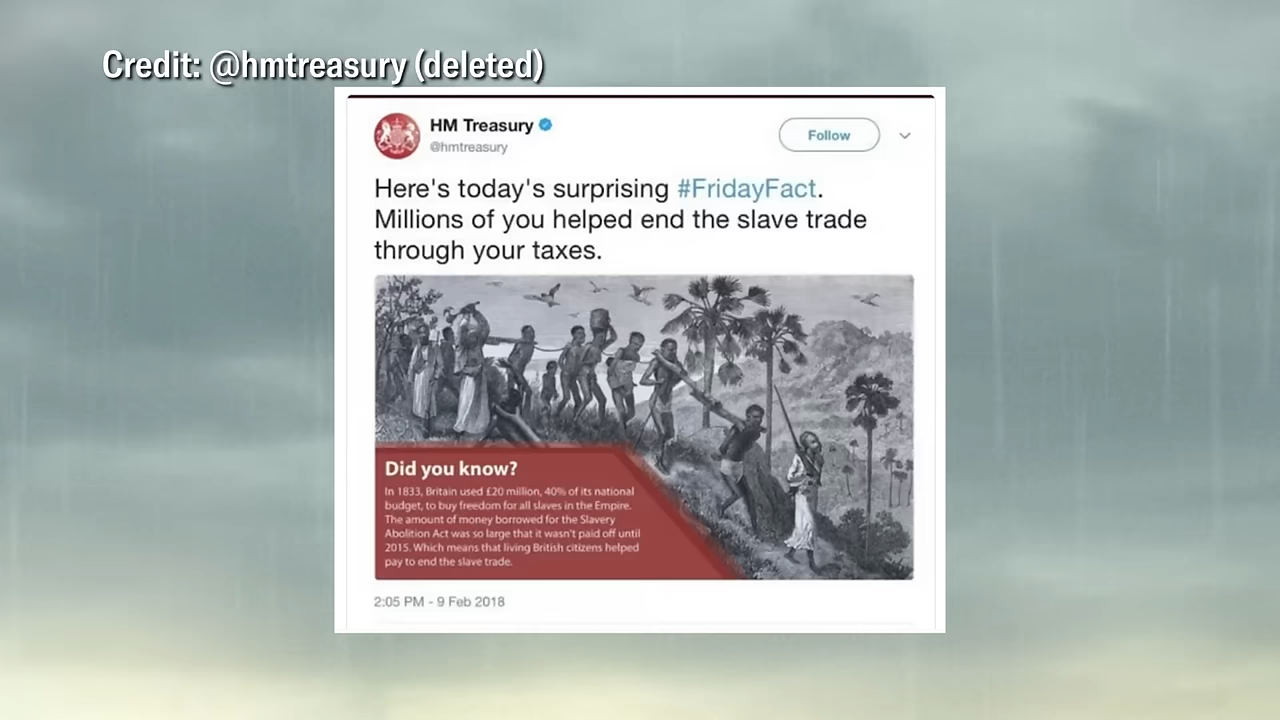 Credit: @hmtreasury (deleted)
HM Treasury
@hmtreasury
Follow
Here's today's surprising #FridayFact.
Millions of you helped end the slave trade
through your taxes.
Did you know?
In 1833, Britain used £20 million, 40% of its national
budget, to buy freedom for all slaves in the Empire.
The amount of money borrowed for the Slavery
Abolition Act was so large that it wasn't paid off until
2015. Which means that living British citizens helped
pay to end the slave trade.
2:05 PM - 9 Feb 2018